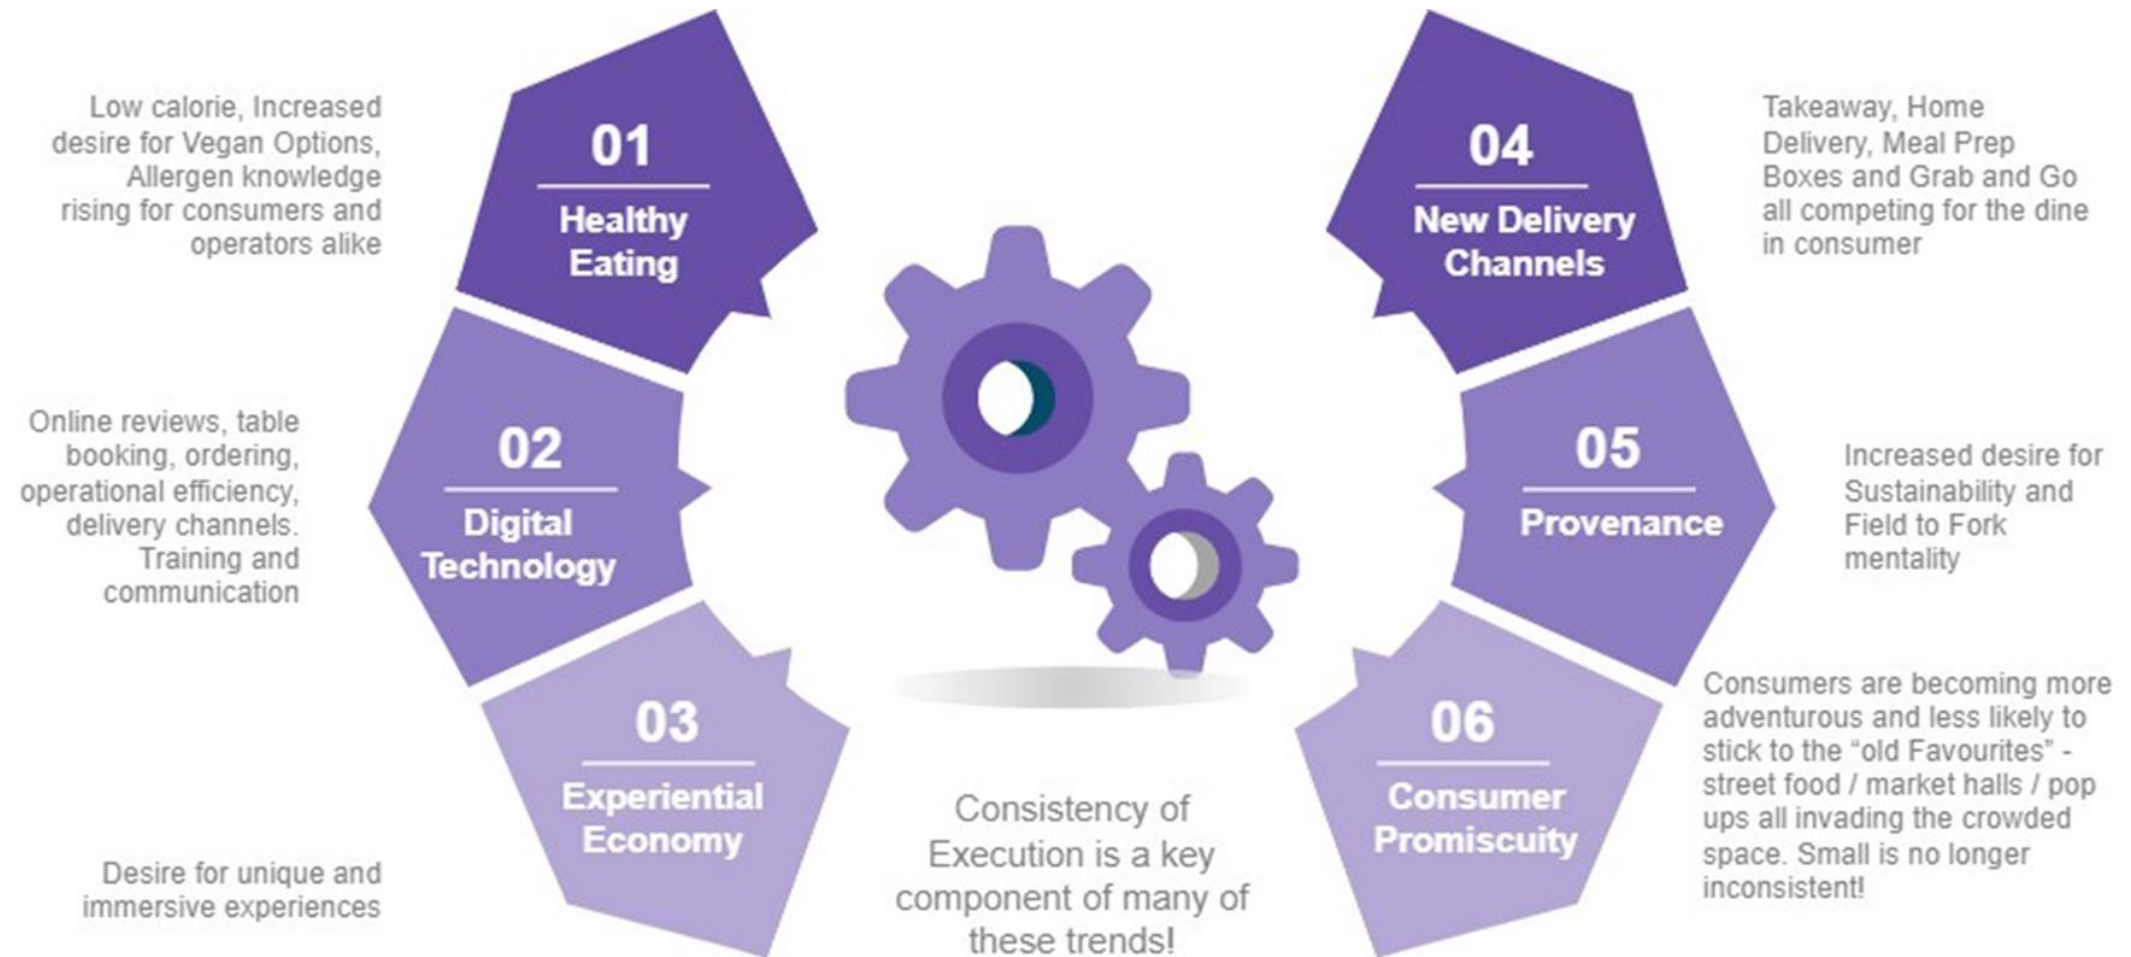 Low calorie, Increased
desire for Vegan Options,
Allergen knowledge
rising for consumers and
operators alike
01
Healthy
Eating
Online reviews, table
booking, ordering,
operational efficiency,
delivery channels.
Training and
communication
02
Digital
Technology
Desire for unique and
immersive experiences
03
Experiential
Economy
Consistency of
Execution is a key
component of many of
these trends!
04
New Delivery
Channels
Takeaway, Home
Delivery, Meal Prep
Boxes and Grab and Go
all competing for the dine
in consumer
05
Provenance
Increased desire for
Sustainability and
Field to Fork
mentality
06
Consumer
Promiscuity
Consumers are becoming more
adventurous and less likely to
stick to the “old Favourites” -
street food / market halls / pop
ups all invading the crowded
space. Small is no longer
inconsistent!